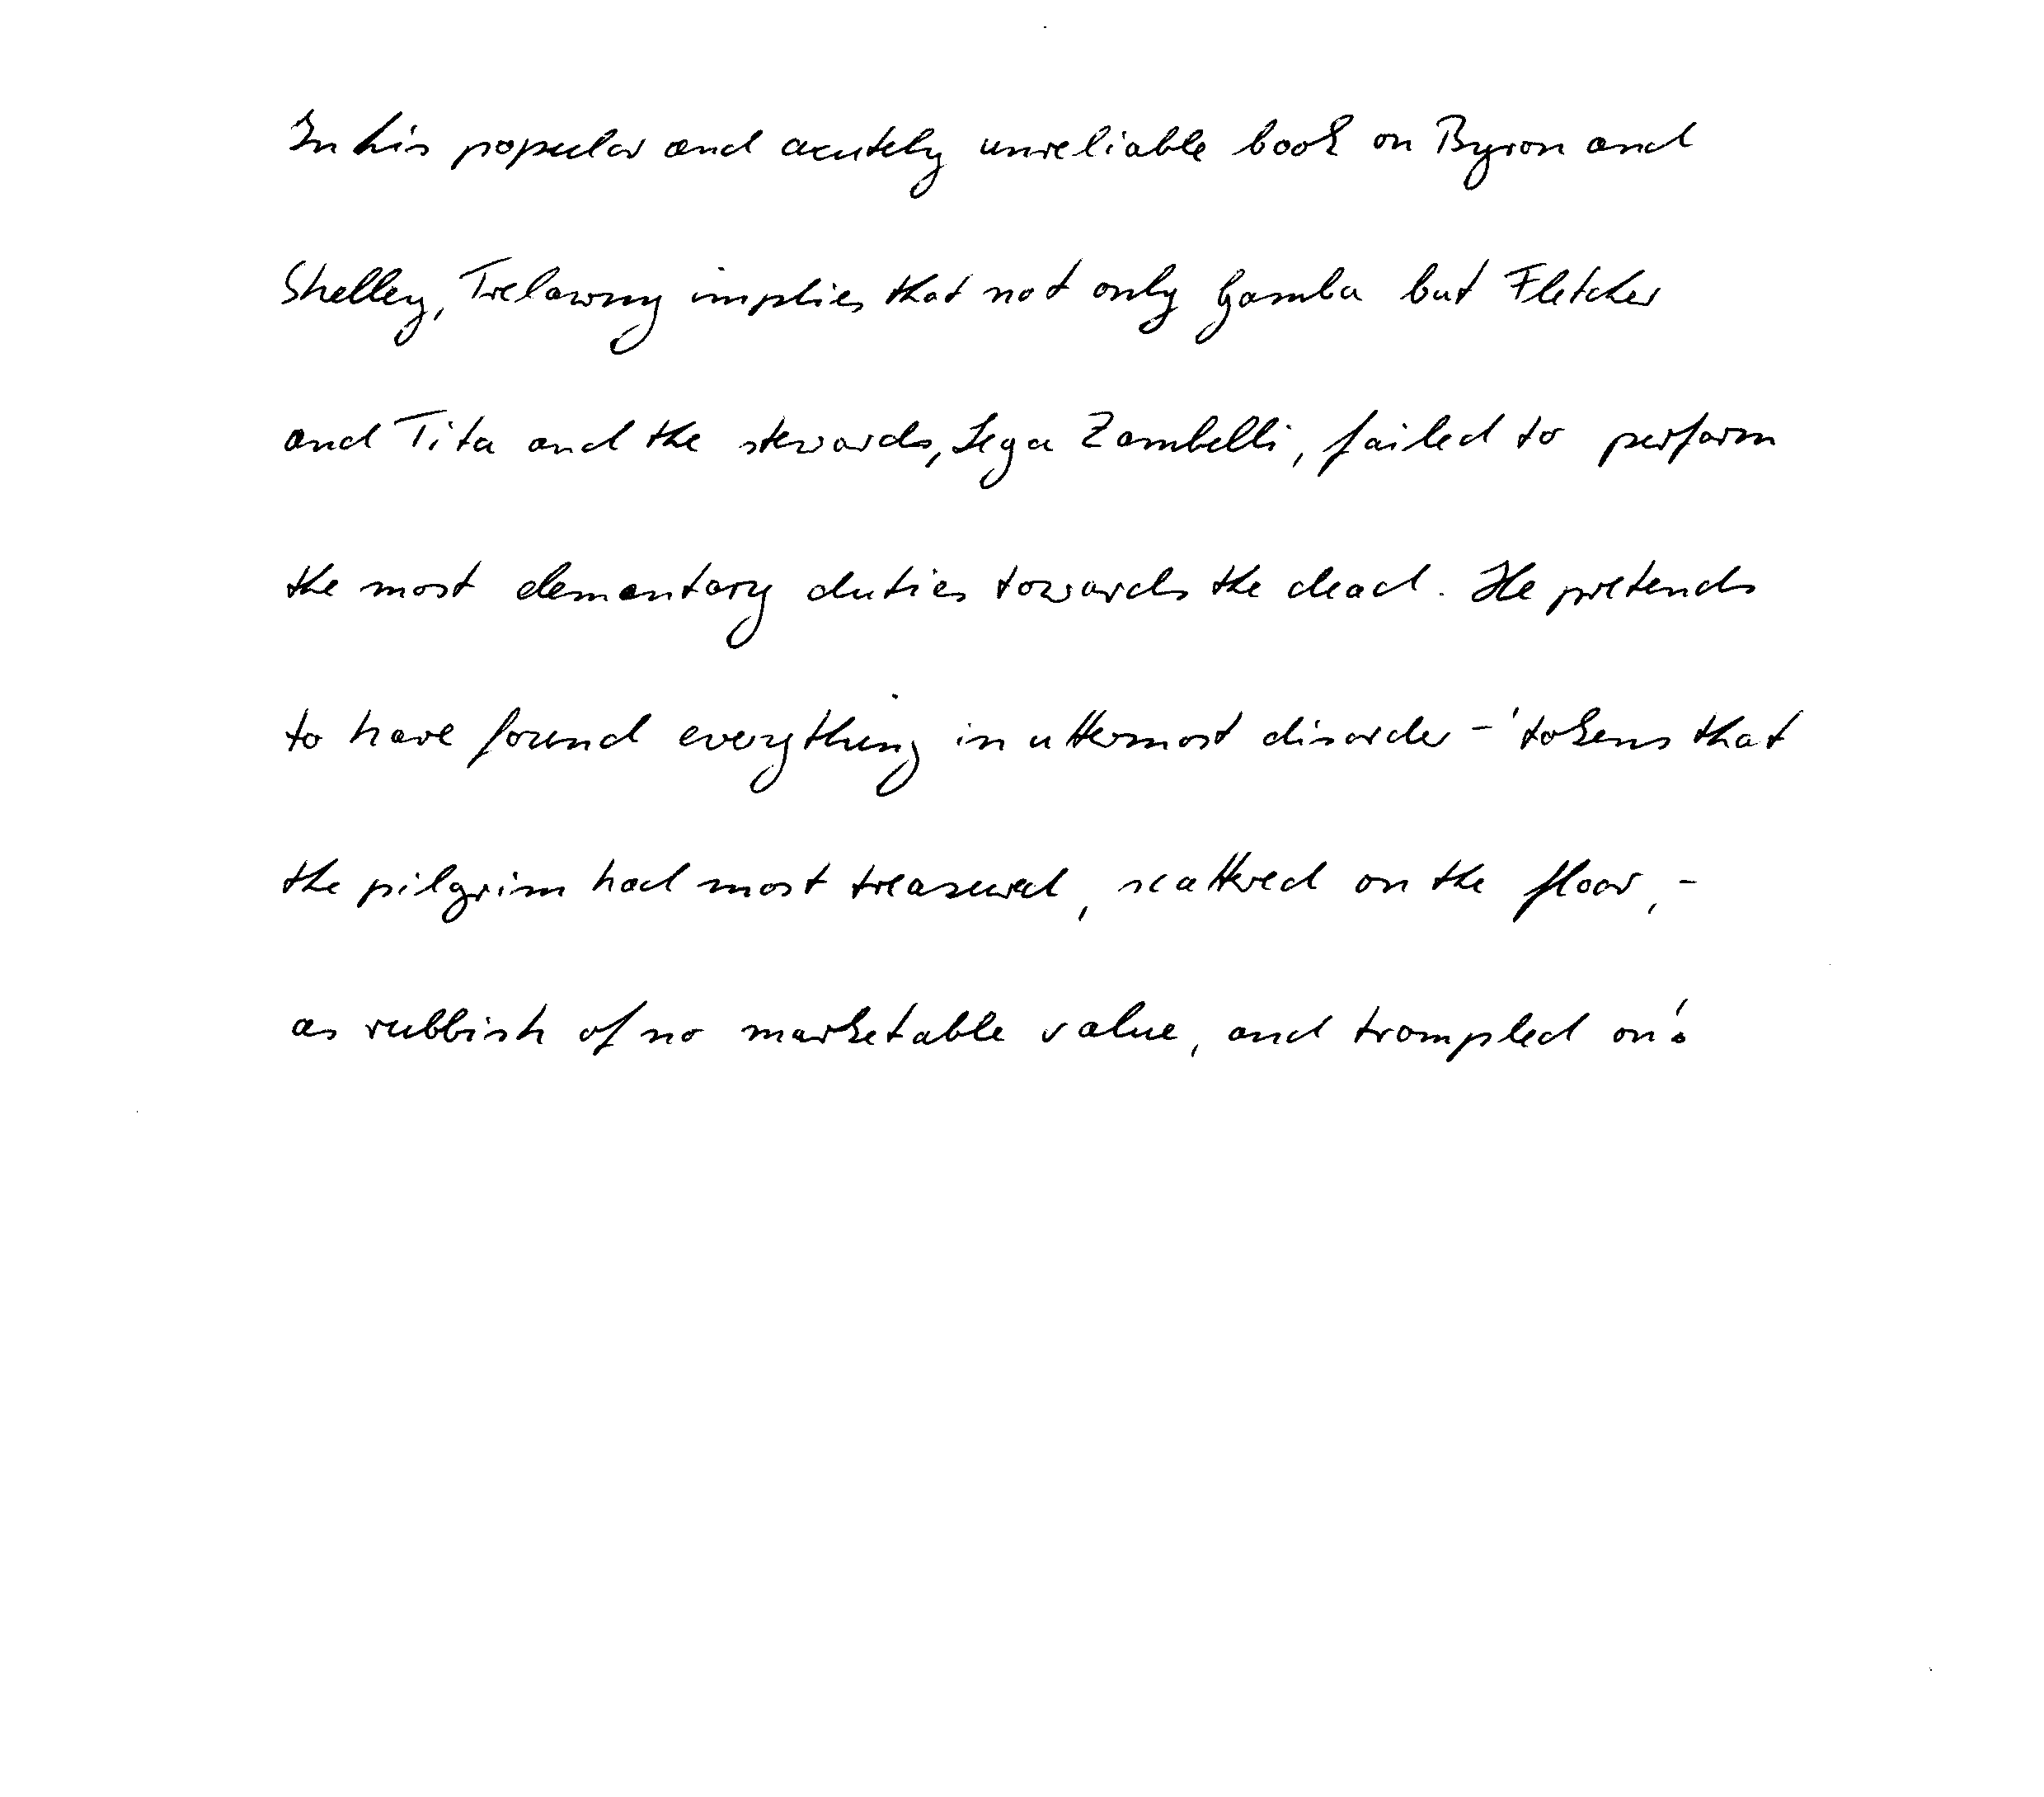 In his popular and acutely unreliable book on Byron and
Shelley, Trelawny implies that not only Gamba but Fletcher
and Tita and the stewards, Lega Zambelli, failed to perform
the most elementary duties towards the dead. He pretends
to have found everything in uttermost disorder - 'tokens that
the pilgrim had most treasured, scattered on the floor, -
as rubbish of no marketable value, and trampled on'.